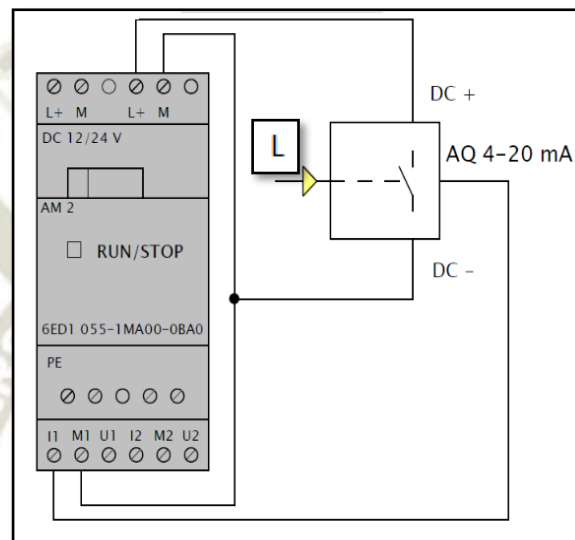 L+ M L+ M
DC 12/24 V
AM 2
RUN/STOP
6ED1 055-1MA00-0BA0
PE
I1 M1 U1 I2 M2 U2
DC +
L
AQ 4-20 mA
DC -